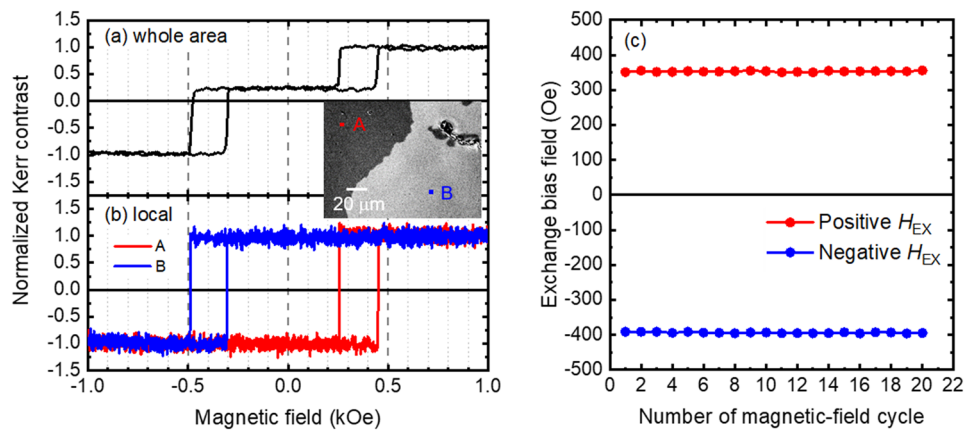 (a) whole area
1.5
1.0
0.5
0.0
-0.5
-1.0
-1.5
A
B
20 μm
(b) local
A
B
1.5
1.0
0.5
0.0
-0.5
-1.0
-1.5
Normalized Kerr contrast
-1.0 -0.5 0.0 0.5 1.0
Magnetic field (kOe)
(c)
500
400
300
200
100
0
-100
-200
-300
-400
-500
Exchange bias field (Oe)
Positive HEX
Negative HEX
0 2 4 6 8 10 12 14 16 18 20 22
Number of magnetic-field cycle